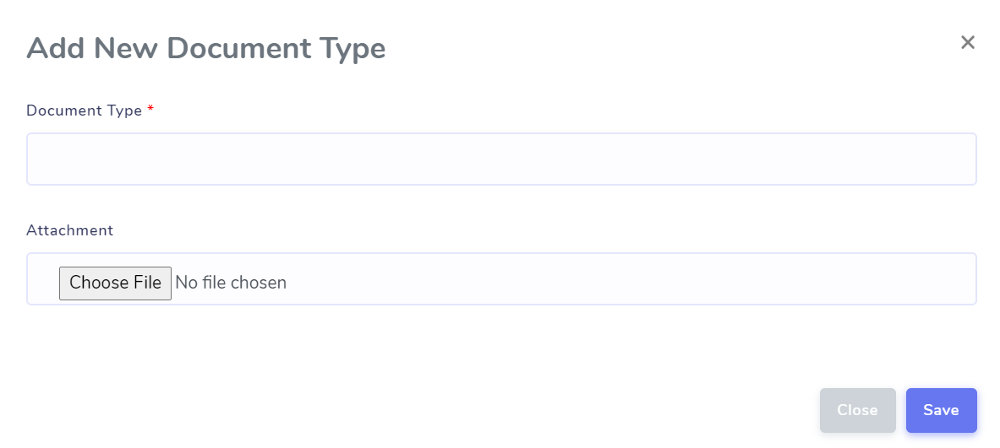 Add New Document Type
×
Document Type *
Attachment
Choose File No file chosen
Close Save